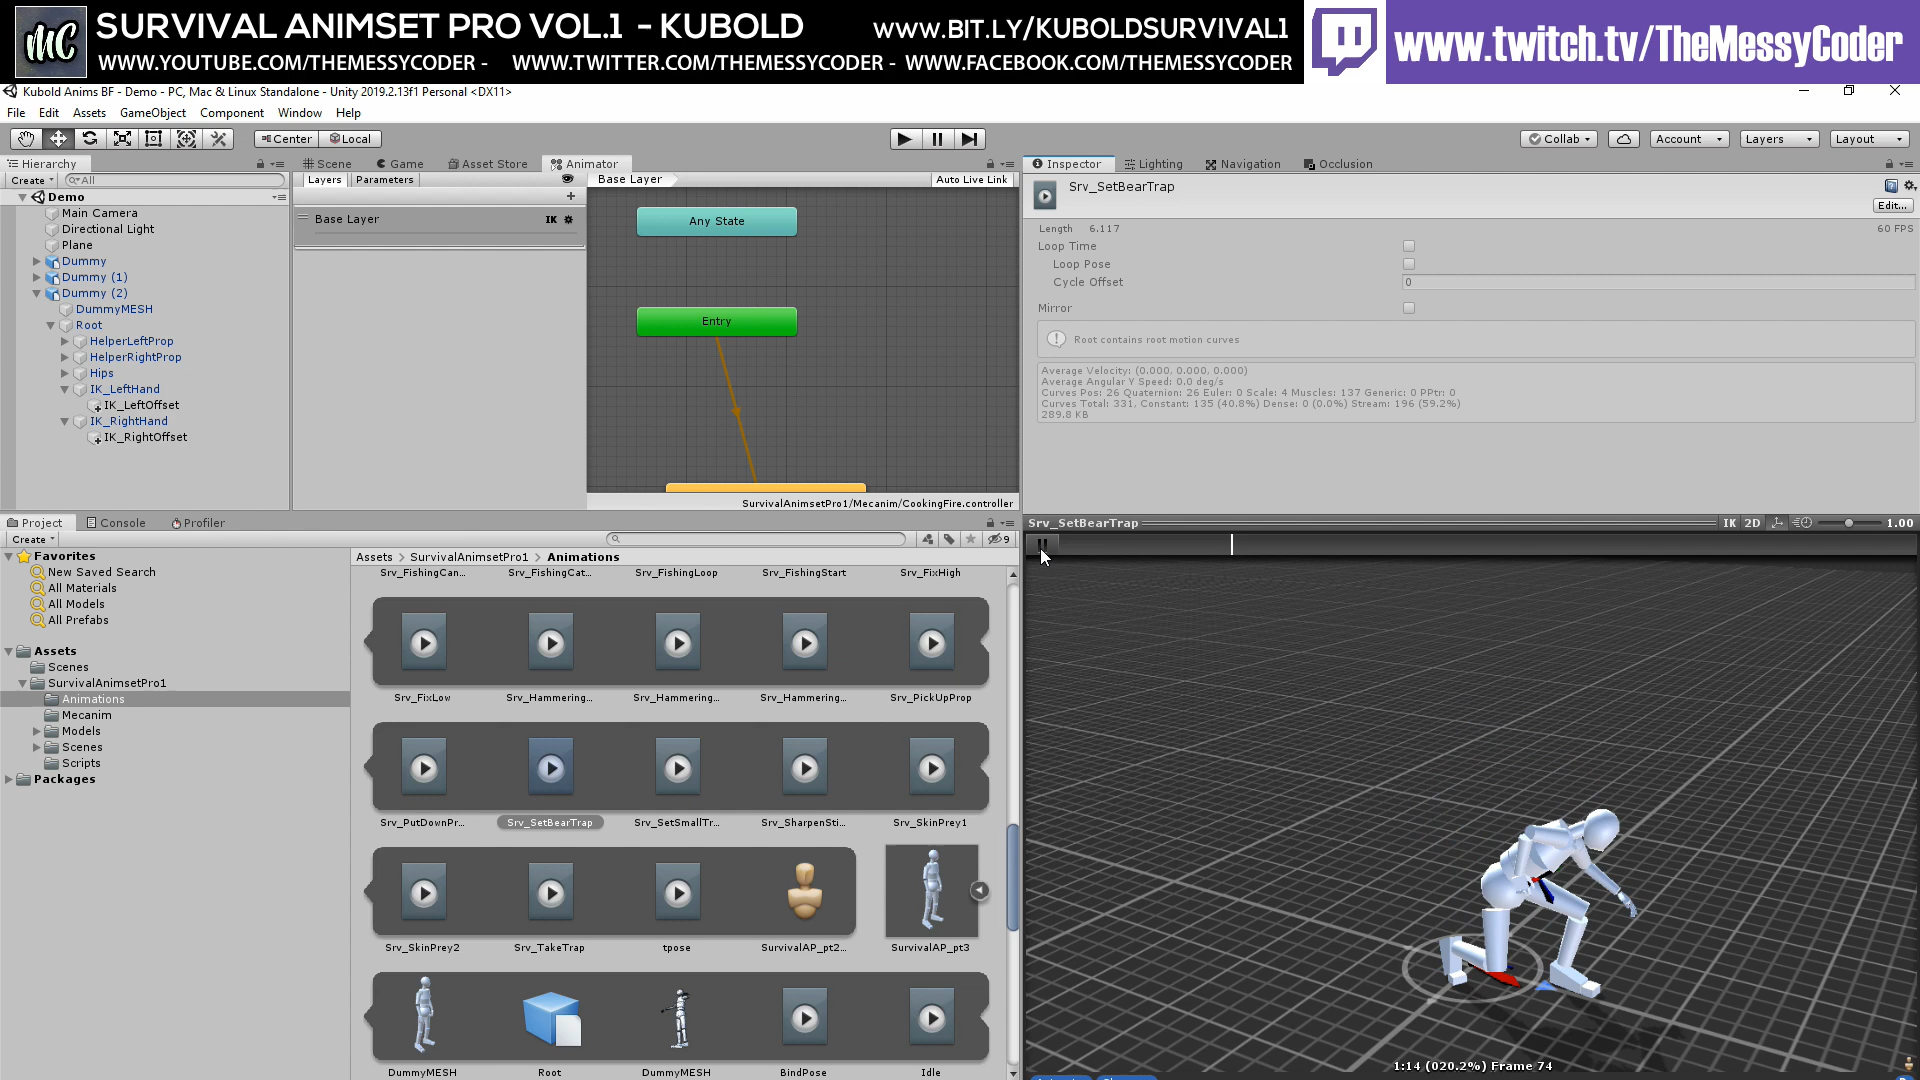 MC
SURVIVAL ANIMSET PRO VOL.1 - KUBOLD
WWW.BIT.LY/KUBOLDSURVIVAL1
WWW.YOUTUBE.COM/THEMESSYCODER - WWW.TWITTER.COM/THEMESSYCODER - WWW.FACEBOOK.COM/THEMESSYCODER
www.twitch.tv/TheMessyCoder
Kubold Anims BF - Demo - PC, Mac & Linux Standalone - Unity 2019.2.13f1 Personal <DX11>
File Edit Assets GameObject Component Window Help
Center Local
Collab Account Layers Layout
Hierarchy
Create All
Demo
Main Camera
Directional Light
Plane
Dummy
Dummy (1)
Dummy (2)
DummyMESH
Root
HelperLeftProp
HelperRightProp
Hips
IK_LeftHand
IK_LeftOffset
IK_RightHand
IK_RightOffset
Scene Game Asset Store Animator
Layers Parameters
Base Layer Auto Live Link
Base Layer IK
Any State
Entry
SurvivalAnimsetPro1/Mecanim/CookingFire.controller
Inspector Lighting Navigation Occlusion
Srv_SetBearTrap
Edit...
Length 6.117 60 FPS
Loop Time
Loop Pose
Cycle Offset 0
Mirror
Root contains root motion curves
Average Velocity: (0.000, 0.000, 0.000)
Average Angular Y Speed: 0.0 deg/s
Curves Pos: 26 Quaternion: 26 Euler: 0 Scale: 4 Muscles: 137 Generic: 0 PPtr: 0
Curves Total: 331, Constant: 135 (40.8%) Dense: 0 (0.0%) Stream: 196 (59.2%)
289.8 KB
Project Console Profiler
Create
9
Favorites
New Saved Search
All Materials
All Models
All Prefabs
Assets
Scenes
SurvivalAnimsetPro1
Animations
Mecanim
Models
Scenes
Scripts
Packages
Assets > SurvivalAnimsetPro1 > Animations
Srv_FishingCan... Srv_FishingCat... Srv_FishingLoop Srv_FishingStart Srv_FixHigh
Srv_FixLow Srv_Hammering... Srv_Hammering... Srv_Hammering... Srv_PickUpProp
Srv_PutDownPr... Srv_SetBearTrap Srv_SetSmallTr... Srv_SharpenSti... Srv_SkinPrey1
Srv_SkinPrey2 Srv_TakeTrap tpose SurvivalAP_pt2... SurvivalAP_pt3
DummyMESH Root DummyMESH BindPose Idle
Srv_SetBearTrap IK 2D 1.00
1:14 (020.2%) Frame 74